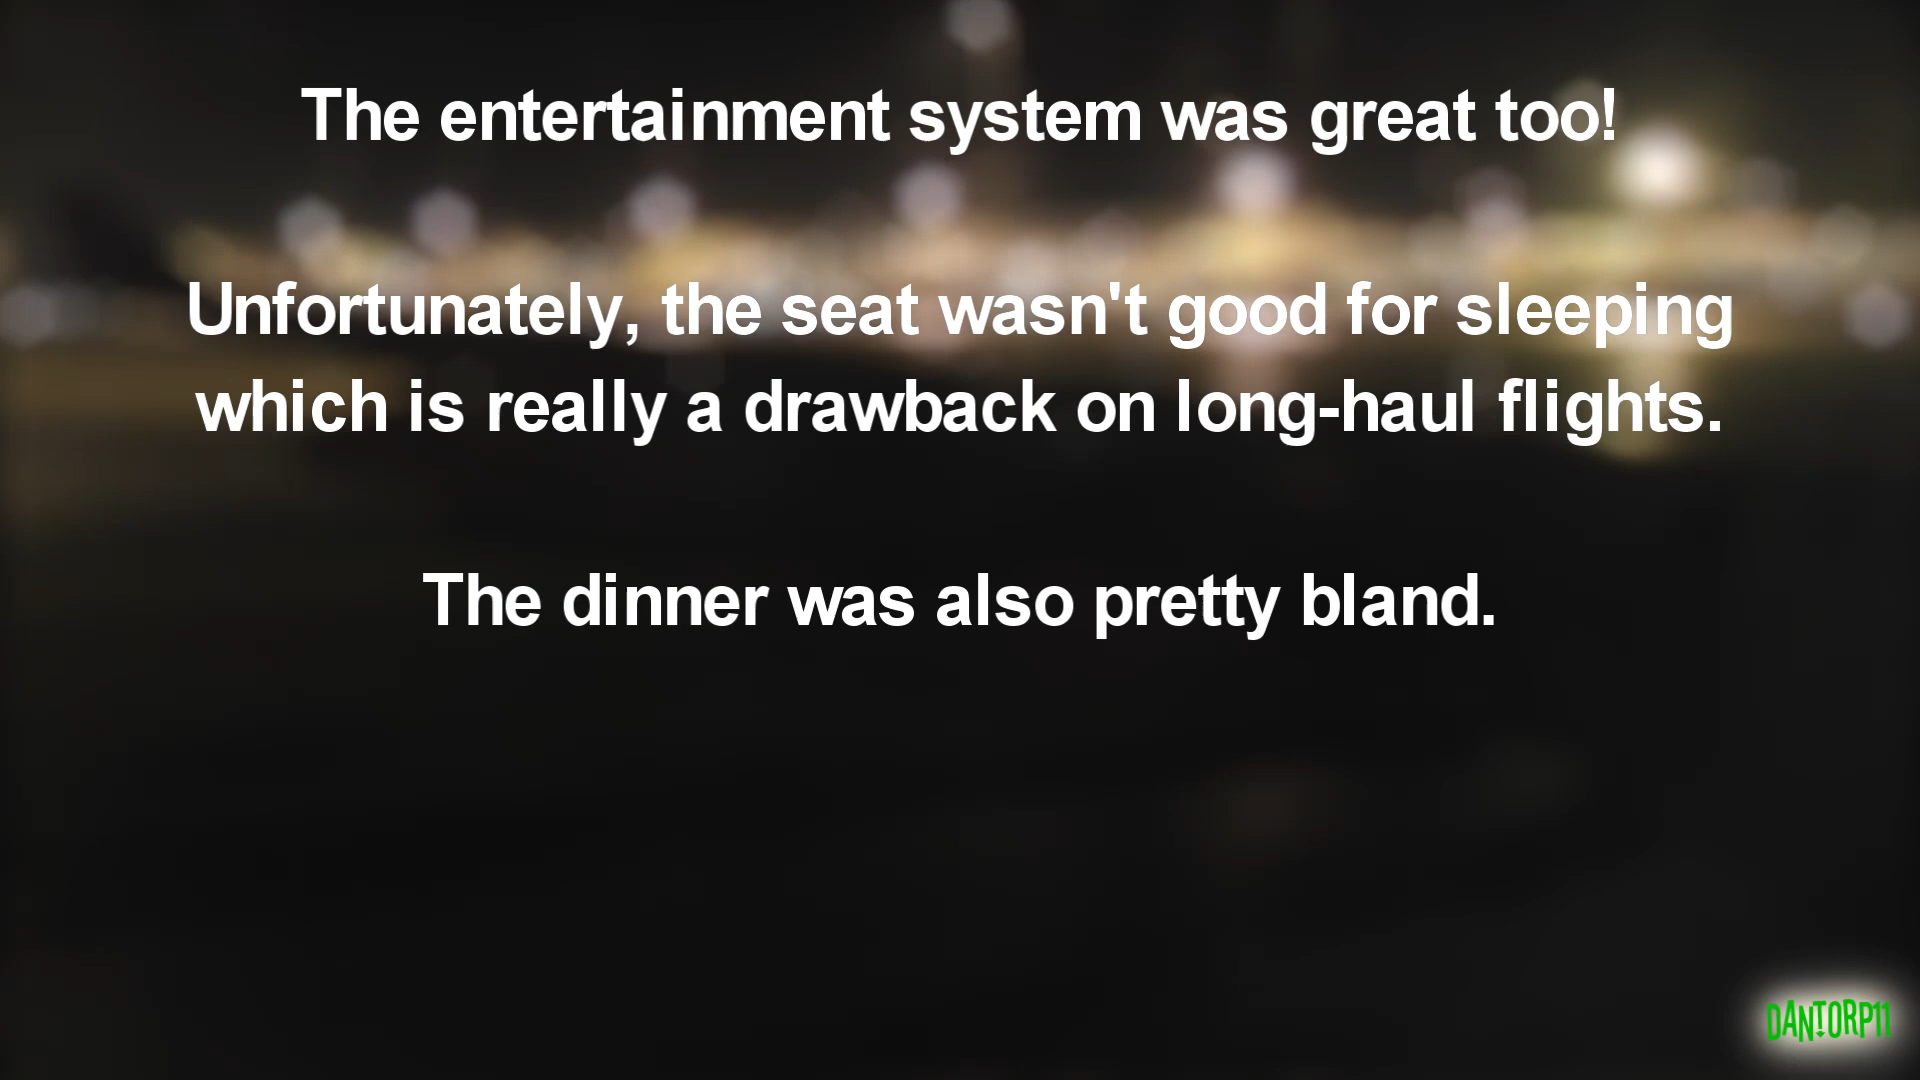 The entertainment system was great too!
Unfortunately, the seat wasn't good for sleeping
which is really a drawback on long-haul flights.
The dinner was also pretty bland.
DANTORP11